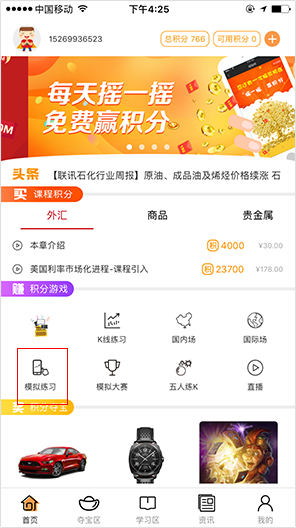 中国移动 下午4:25
15269936523 总积分 766 可用积分 0
每天摇一摇
免费赢积分
头条 【联讯石化行业周报】原油、成品油及烯烃价格续涨 石
买 课程积分
外汇 商品 贵金属
本章介绍 积 4000 ¥30.00
美国利率市场化进程-课程引入 积 23700 ¥178.00
赚 积分游戏
K线练习 国内场 国际场
模拟练习 模拟大赛 五人练K 直播
买 积分夺宝
首页 夺宝区 学习区 资讯 我的